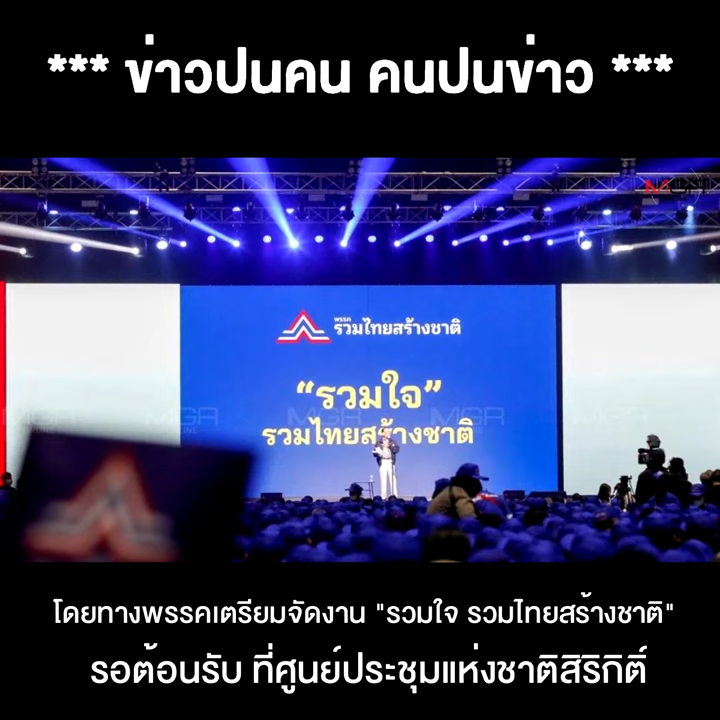 *** ข่าวปนคน คนปนข่าว ***
MGR
พรรค
รวมไทยสร้างชาติ
“รวมใจ”
รวมไทยสร้างชาติ
MGR
MGR
MGR
MGR
โดยทางพรรคเตรียมจัดงาน "รวมใจ รวมไทยสร้างชาติ"
รอต้อนรับ ที่ศูนย์ประชุมแห่งชาติสิริกิติ์